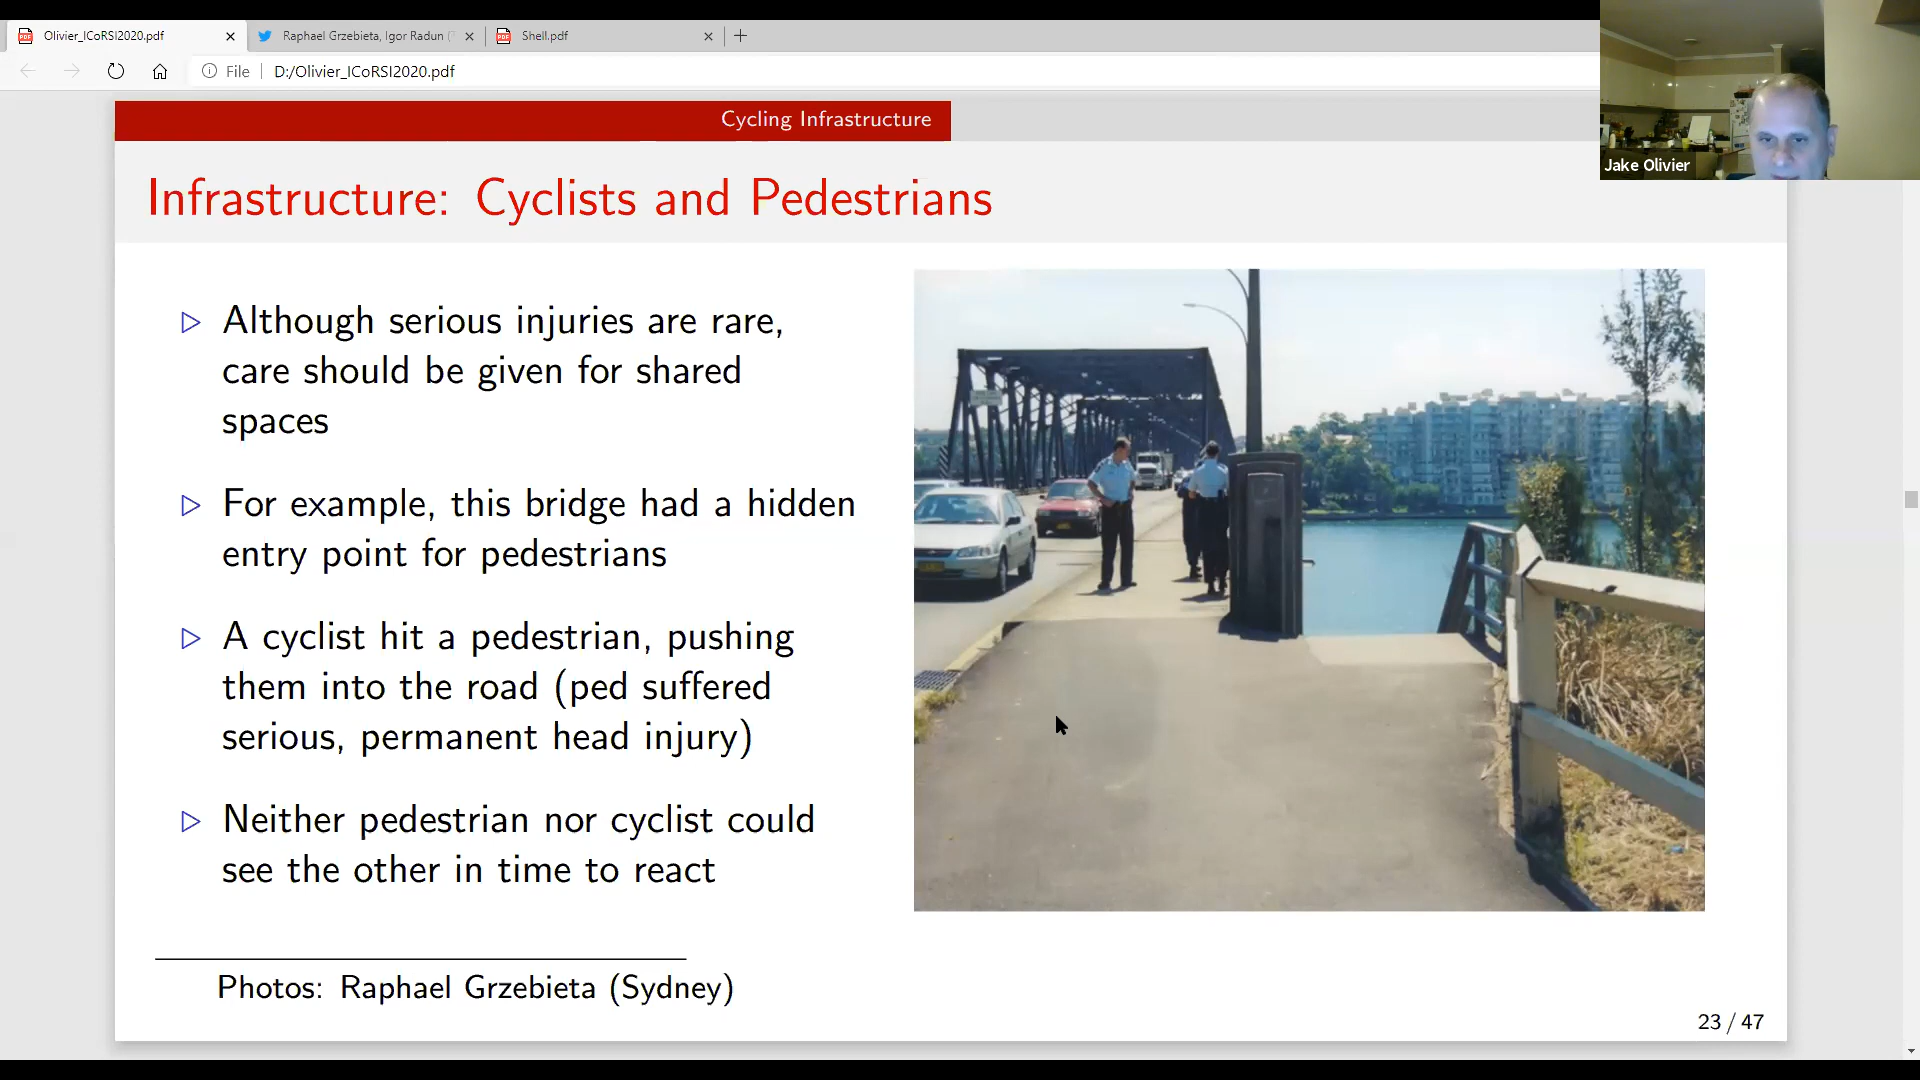 Olivier_ICoRSI2020.pdf
Raphael Grzebieta, Igor Radun
Shell.pdf
File
D:/Olivier_ICoRSI2020.pdf
Jake Olivier
Cycling Infrastructure
Infrastructure: Cyclists and Pedestrians
Although serious injuries are rare,
care should be given for shared
spaces
For example, this bridge had a hidden
entry point for pedestrians
A cyclist hit a pedestrian, pushing
them into the road (ped suffered
serious, permanent head injury)
Neither pedestrian nor cyclist could
see the other in time to react
Photos: Raphael Grzebieta (Sydney)
23 / 47